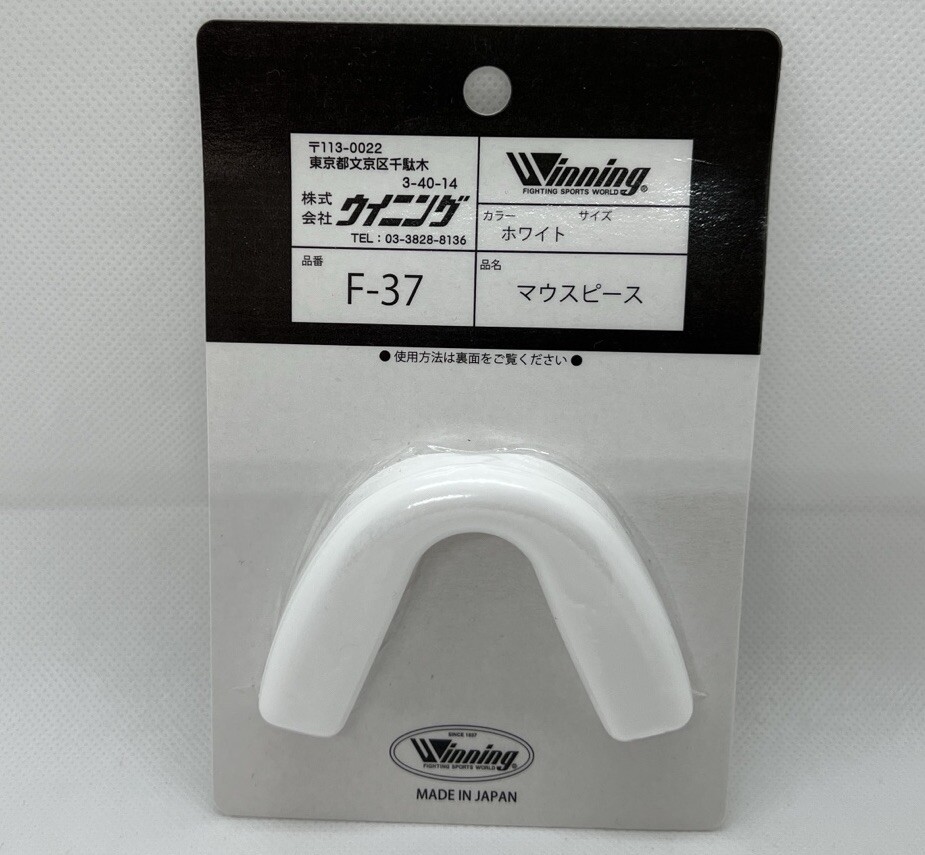 〒113-0022
東京都文京区千駄木
3-40-14
株式
会社 ウイニング
TEL：03-3828-8136
Winning®
FIGHTING SPORTS WORLD
カラー サイズ
ホワイト
品番
F-37
品名
マウスピース
●使用方法は裏面をご覧ください●
SINCE 1937
Winning®
FIGHTING SPORTS WORLD
MADE IN JAPAN